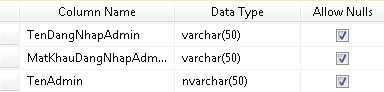 Column Name Data Type Allow Nulls
TenDangNhapAdmin varchar(50)
MatKhauDangNhapAdm... varchar(50)
TenAdmin nvarchar(50)